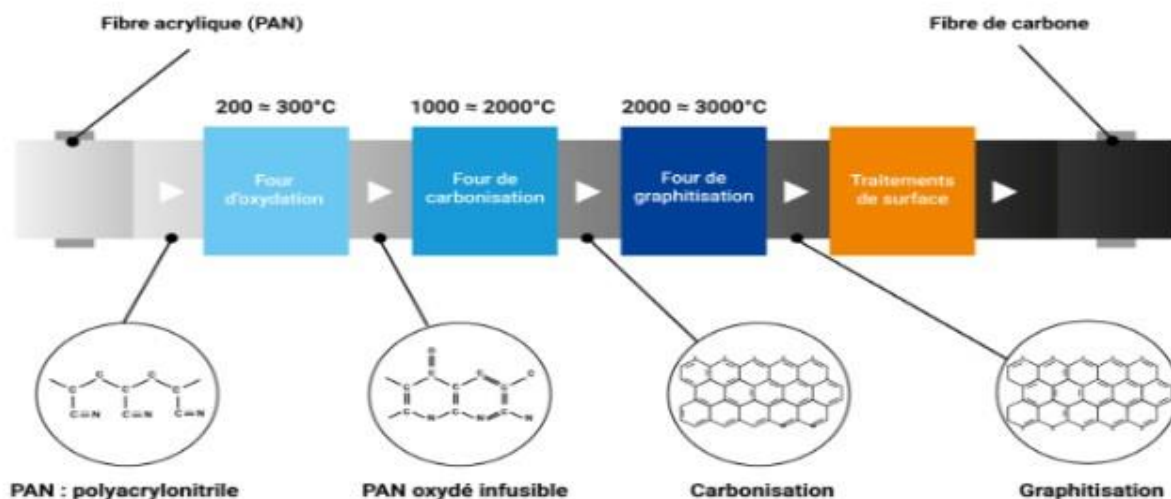 Fibre acrylique (PAN)
Fibre de carbone
200 ≈ 300°C
1000 ≈ 2000°C
2000 ≈ 3000°C
Four
d'oxydation
Four de
carbonisation
Four de
graphitisation
Traitements
de surface
C C
C C C
C≡N C≡N C≡N
O
C C O
N N N
PAN : polyacrylonitrile
PAN oxydé infusible
Carbonisation
Graphitisation